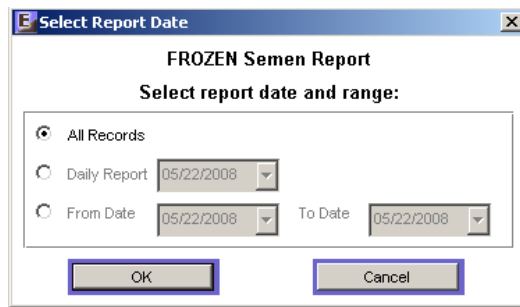 E Select Report Date
FROZEN Semen Report
Select report date and range:
All Records
Daily Report 05/22/2008
From Date 05/22/2008 To Date 05/22/2008
OK Cancel